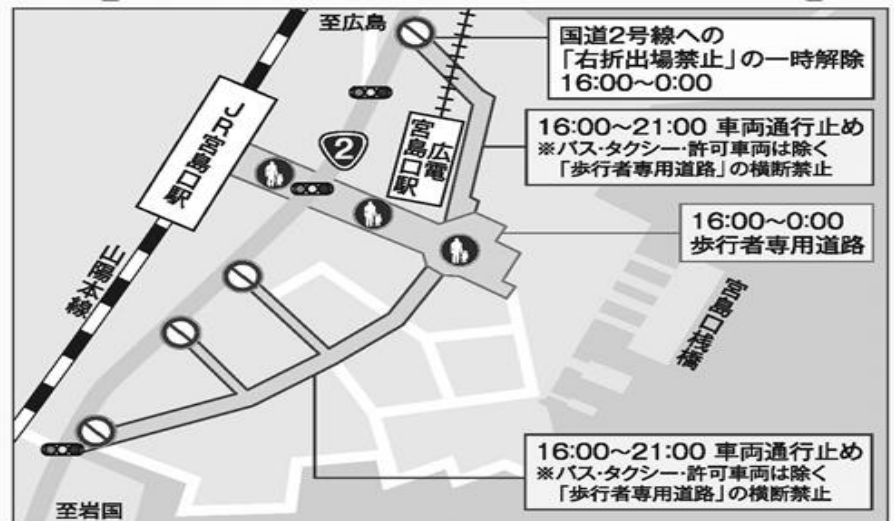 至広島
国道2号線への
「右折出場禁止」の一時解除
16:00〜0:00
JR宮島口駅
2
広電
宮島口駅
16:00〜21:00 車両通行止め
※バス・タクシー・許可車両は除く
「歩行者専用道路」の横断禁止
16:00〜0:00
歩行者専用道路
山陽本線
宮島口桟橋
16:00〜21:00 車両通行止め
※バス・タクシー・許可車両は除く
「歩行者専用道路」の横断禁止
至岩国